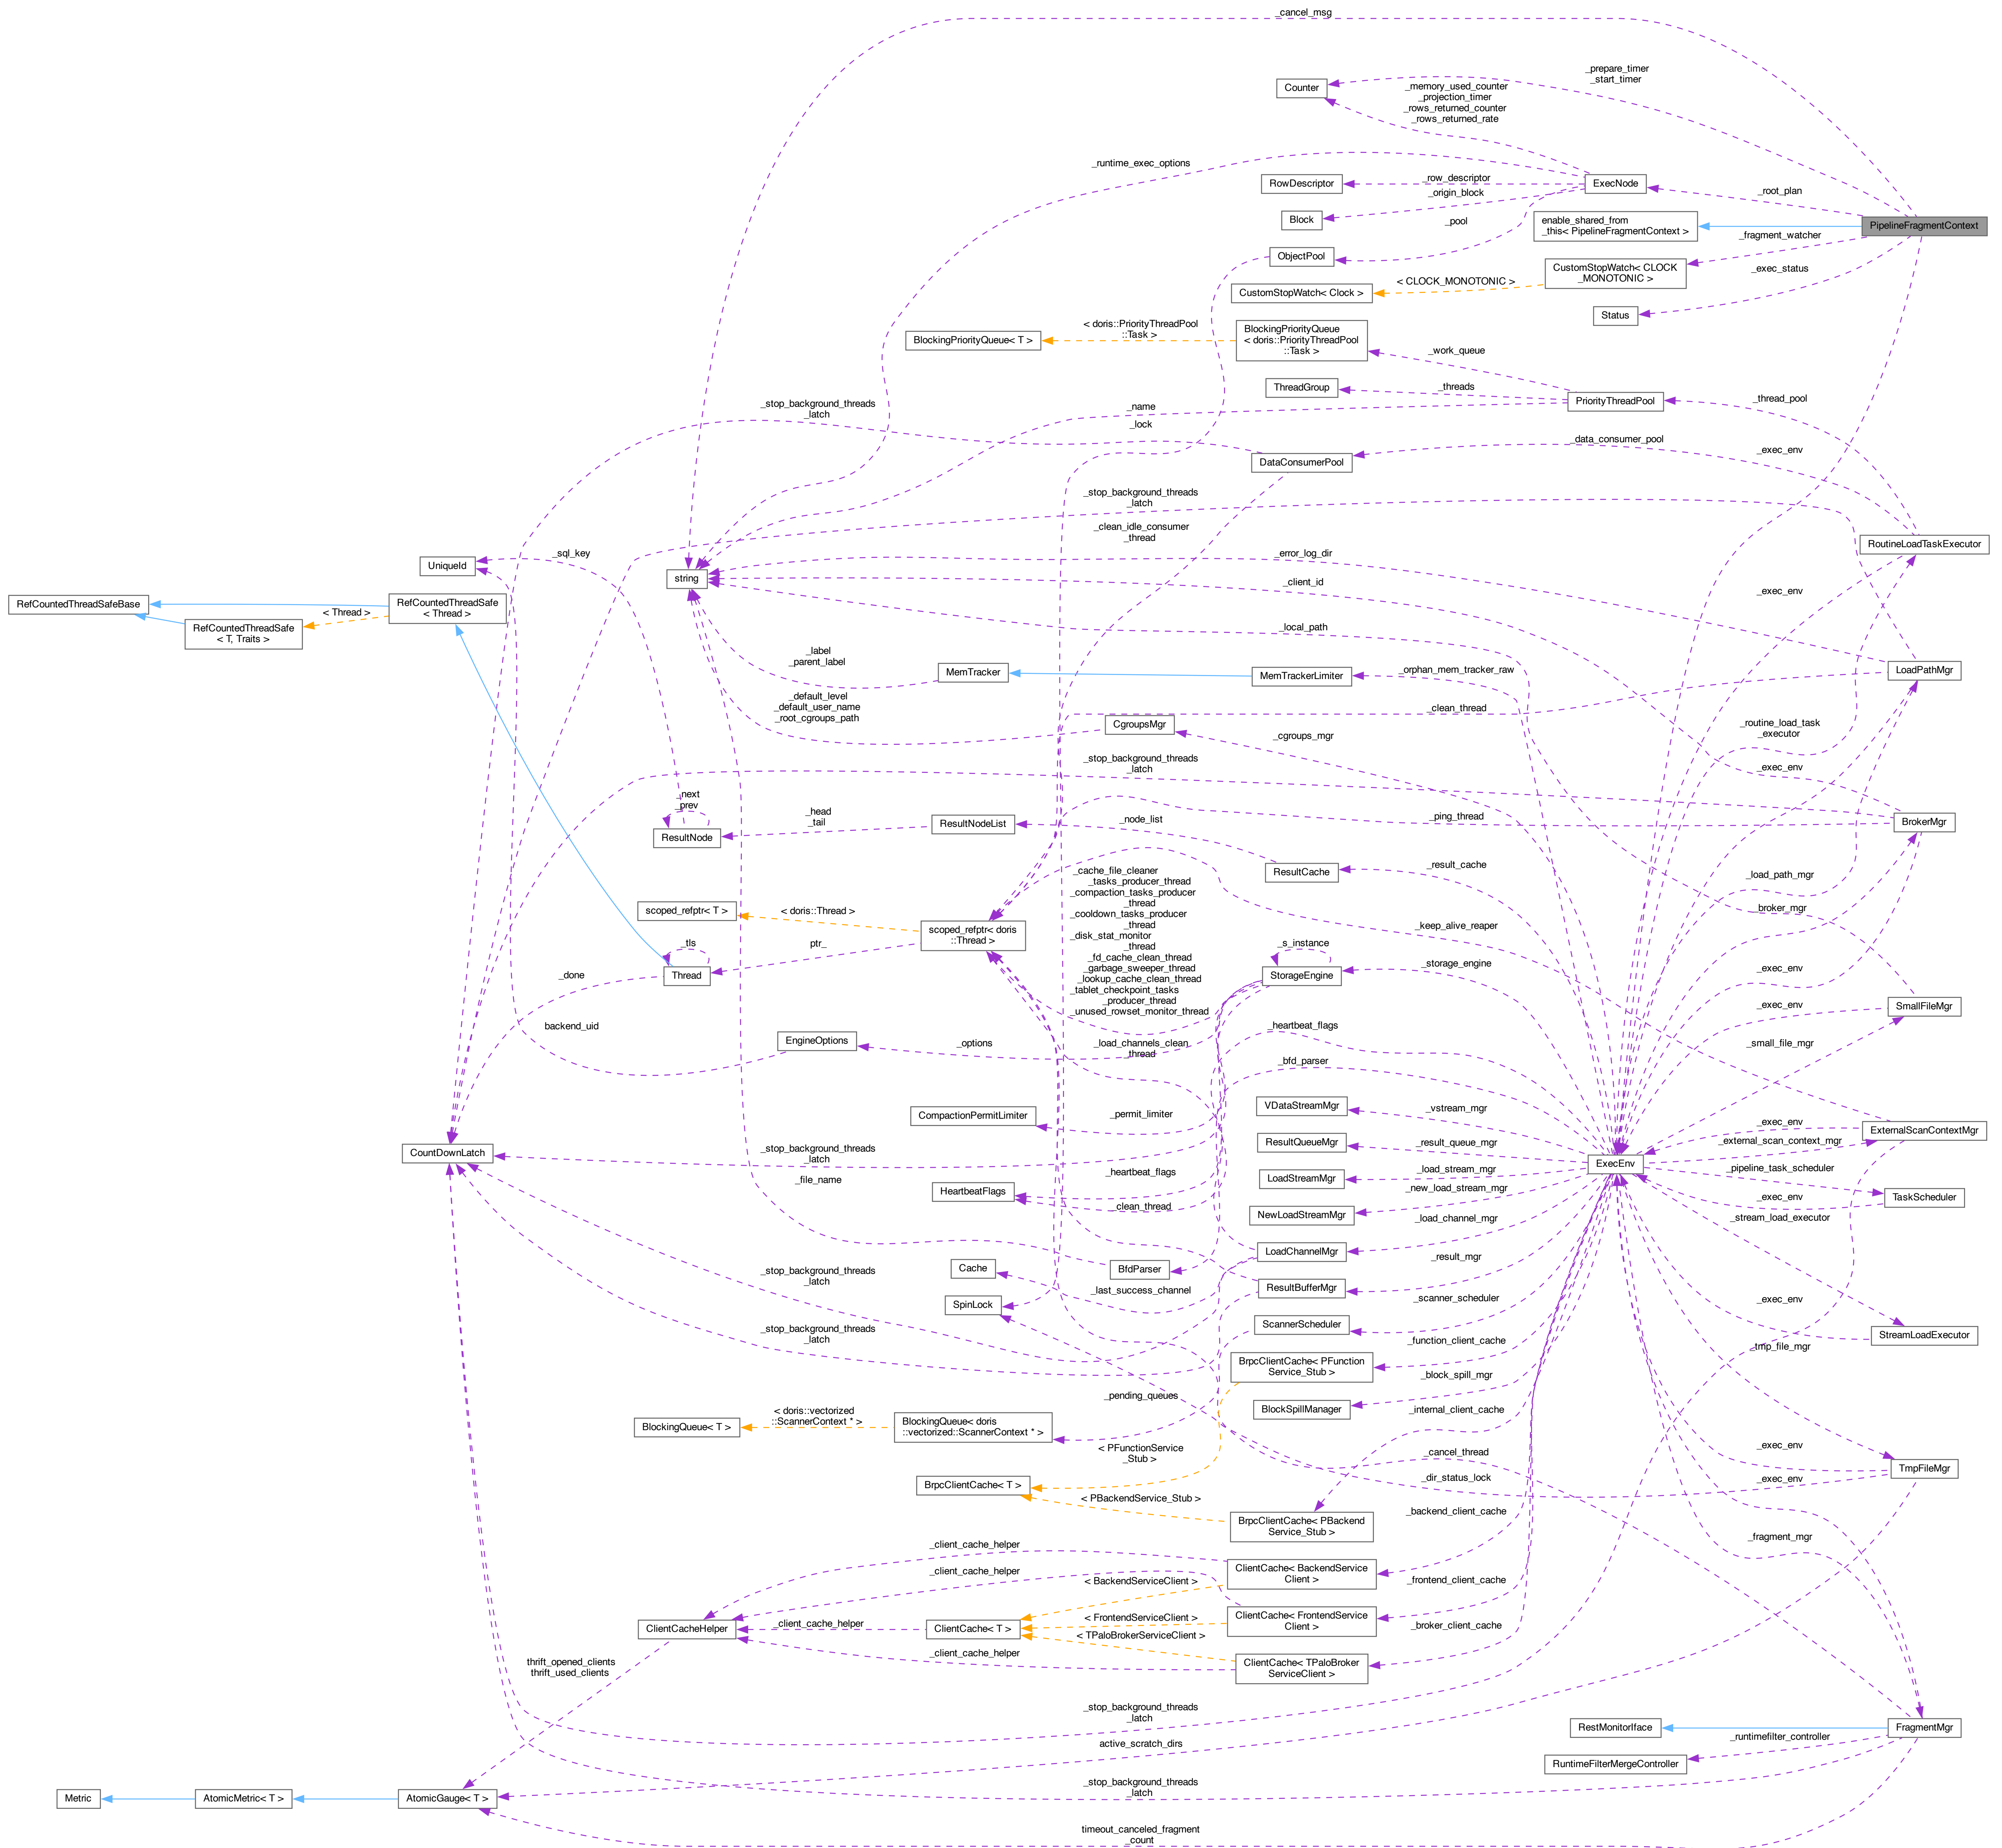 _cancel_msg
_prepare_timer
_start_timer
Counter
_memory_used_counter
_projection_timer
_rows_returned_counter
_rows_returned_rate
_runtime_exec_options
RowDescriptor
_row_descriptor
ExecNode
_root_plan
_origin_block
Block
_pool
enable_shared_from
_this< PipelineFragmentContext >
PipelineFragmentContext
_fragment_watcher
ObjectPool
CustomStopWatch< CLOCK
_MONOTONIC >
_exec_status
< CLOCK_MONOTONIC >
CustomStopWatch< Clock >
Status
< doris::PriorityThreadPool
::Task >
BlockingPriorityQueue< T >
BlockingPriorityQueue
< doris::PriorityThreadPool
::Task >
_work_queue
ThreadGroup
_threads
PriorityThreadPool
_thread_pool
_stop_background_threads
_latch
_name
_lock
_data_consumer_pool
DataConsumerPool
_exec_env
_stop_background_threads
_latch
_clean_idle_consumer
_thread
RoutineLoadTaskExecutor
_sql_key
UniqueId
string
_error_log_dir
_client_id
_exec_env
RefCountedThreadSafeBase
RefCountedThreadSafe
< Thread >
< Thread >
RefCountedThreadSafe
< T, Traits >
_local_path
_label
_parent_label
MemTracker
MemTrackerLimiter
_orphan_mem_tracker_raw
LoadPathMgr
_default_level
_default_user_name
_root_cgroups_path
CgroupsMgr
_clean_thread
_cgroups_mgr
_routine_load_task
_executor
_stop_background_threads
_latch
_exec_env
_next
_prev
ResultNode
_head
_tail
ResultNodeList
_node_list
_ping_thread
BrokerMgr
ResultCache
_result_cache
_load_path_mgr
_cache_file_cleaner
_tasks_producer_thread
_compaction_tasks_producer
_thread
_cooldown_tasks_producer
_thread
_disk_stat_monitor
_thread
_fd_cache_clean_thread
_garbage_sweeper_thread
_lookup_cache_clean_thread
_tablet_checkpoint_tasks
_producer_thread
_unused_rowset_monitor_thread
scoped_refptr< T >
< doris::Thread >
scoped_refptr< doris
::Thread >
_broker_mgr
_keep_alive_reaper
_tls
Thread
ptr_
_s_instance
StorageEngine
_storage_engine
_exec_env
_done
backend_uid
EngineOptions
_options
_load_channels_clean
_thread
_heartbeat_flags
_exec_env
SmallFileMgr
_bfd_parser
_small_file_mgr
CompactionPermitLimiter
_permit_limiter
VDataStreamMgr
_vstream_mgr
CountDownLatch
_stop_background_threads
_latch
ResultQueueMgr
_result_queue_mgr
ExecEnv
_exec_env
ExternalScanContextMgr
_external_scan_context_mgr
_heartbeat_flags
_file_name
LoadStreamMgr
_load_stream_mgr
_pipeline_task_scheduler
HeartbeatFlags
_clean_thread
NewLoadStreamMgr
_new_load_stream_mgr
_exec_env
TaskScheduler
_load_channel_mgr
_stream_load_executor
LoadChannelMgr
_result_mgr
Cache
BfdParser
_stop_background_threads
_latch
_last_success_channel
ResultBufferMgr
SpinLock
_scanner_scheduler
_exec_env
_stop_background_threads
_latch
ScannerScheduler
_function_client_cache
_tmp_file_mgr
StreamLoadExecutor
BrpcClientCache< PFunction
Service_Stub >
_block_spill_mgr
_pending_queues
BlockSpillManager
_internal_client_cache
BlockingQueue< T >
< doris::vectorized
::ScannerContext * >
BlockingQueue< doris
::vectorized::ScannerContext * >
< PFunctionService
_Stub >
_cancel_thread
_exec_env
TmpFileMgr
_dir_status_lock
_exec_env
BrpcClientCache< T >
< PBackendService_Stub >
BrpcClientCache< PBackend
Service_Stub >
_backend_client_cache
_fragment_mgr
_client_cache_helper
_client_cache_helper
< BackendServiceClient >
ClientCache< BackendService
Client >
_frontend_client_cache
ClientCacheHelper
_client_cache_helper
ClientCache< T >
< FrontendServiceClient >
ClientCache< FrontendService
Client >
_broker_client_cache
< TPaloBrokerServiceClient >
_client_cache_helper
ClientCache< TPaloBroker
ServiceClient >
thrift_opened_clients
thrift_used_clients
_stop_background_threads
_latch
RestMonitorIface
FragmentMgr
_runtimefilter_controller
active_scratch_dirs
RuntimeFilterMergeController
Metric
AtomicMetric< T >
AtomicGauge< T >
_stop_background_threads
_latch
timeout_canceled_fragment
_count